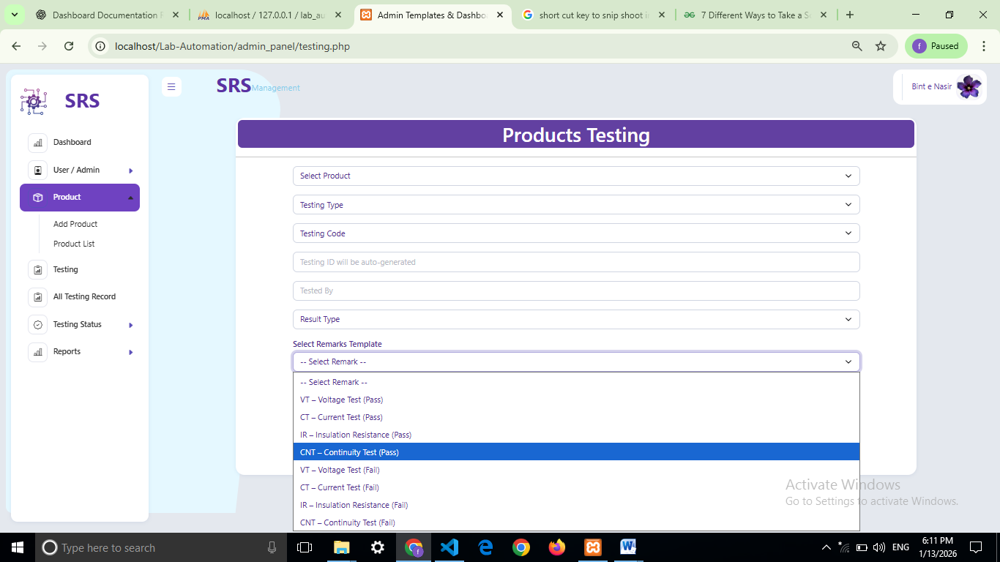 Dashboard Documentation F
localhost / 127.0.0.1 / lab_au
Admin Templates & Dashbo
short cut key to snip shoot i
7 Different Ways to Take a S
localhost/Lab-Automation/admin_panel/testing.php
f Paused
SRS
SRS Management
Bint e Nasir
Dashboard
User / Admin
Product
Add Product
Product List
Testing
All Testing Record
Testing Status
Reports
Products Testing
Select Product
Testing Type
Testing Code
Testing ID will be auto-generated
Tested By
Result Type
Select Remarks Template
-- Select Remark --
-- Select Remark --
VT – Voltage Test (Pass)
CT – Current Test (Pass)
IR – Insulation Resistance (Pass)
CNT – Continuity Test (Pass)
VT – Voltage Test (Fail)
CT – Current Test (Fail)
IR – Insulation Resistance (Fail)
CNT – Continuity Test (Fail)
Activate Windows
Go to Settings to activate Windows.
Type here to search
ENG
6:11 PM
1/13/2026